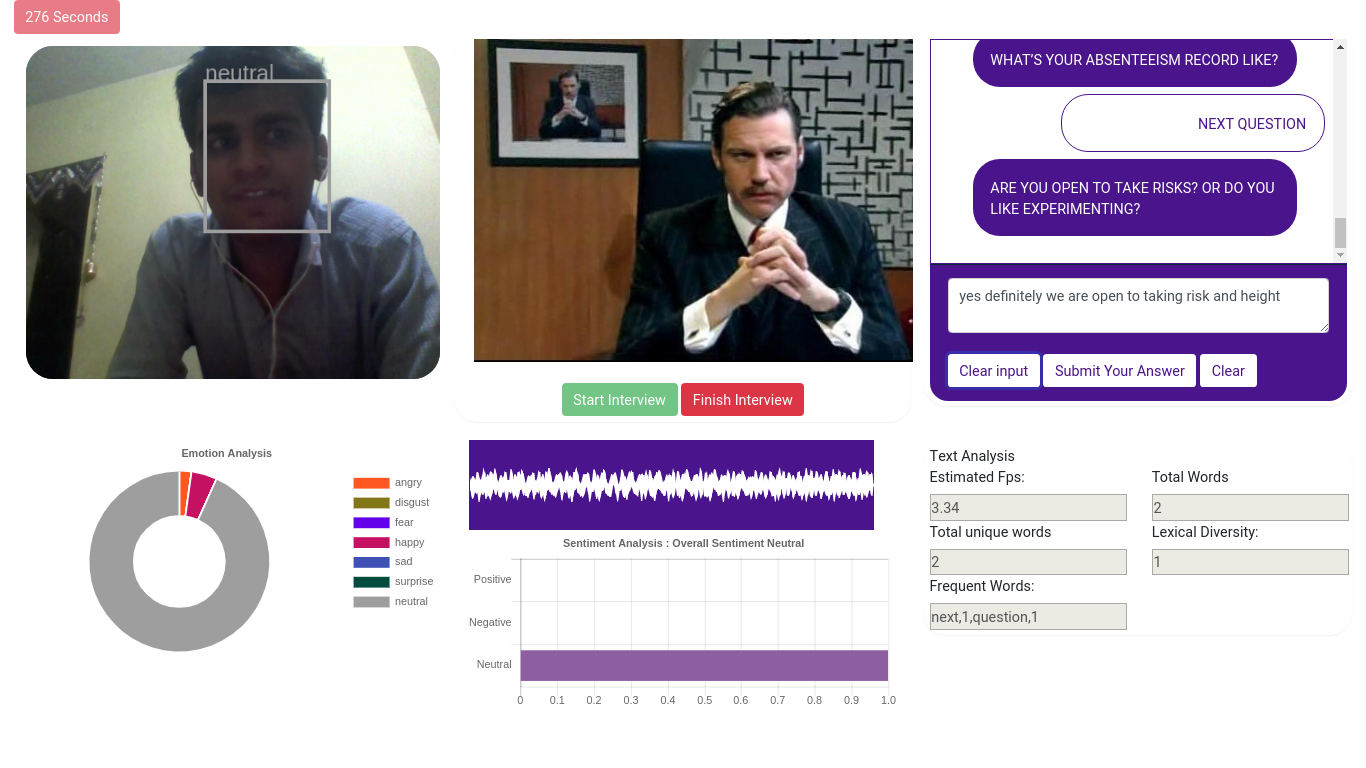 276 Seconds
neutral
WHAT'S YOUR ABSENTEEISM RECORD LIKE?
NEXT QUESTION
ARE YOU OPEN TO TAKE RISKS? OR DO YOU
LIKE EXPERIMENTING?
yes definitely we are open to taking risk and height
Clear input
Submit Your Answer
Clear
Start Interview
Finish Interview
Emotion Analysis
angry
disgust
fear
happy
sad
surprise
neutral
Sentiment Analysis : Overall Sentiment Neutral
Positive
Negative
Neutral
0 0.1 0.2 0.3 0.4 0.5 0.6 0.7 0.8 0.9 1.0
Text Analysis
Estimated Fps:
Total Words
3.34
2
Total unique words
Lexical Diversity:
2
1
Frequent Words:
next,1,question,1